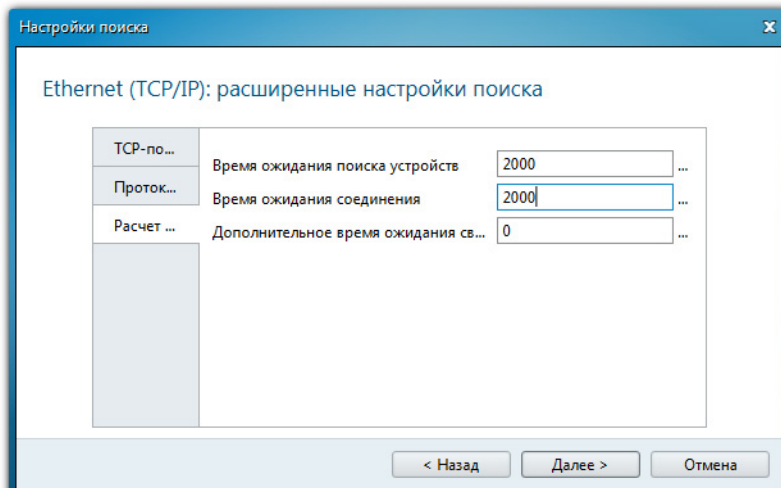 Настройки поиска
Ethernet (TCP/IP): расширенные настройки поиска
TCP-по...
Проток...
Расчет ...
Время ожидания поиска устройств 2000 ...
Время ожидания соединения 2000 ...
Дополнительное время ожидания св... 0 ...
< Назад Далее > Отмена